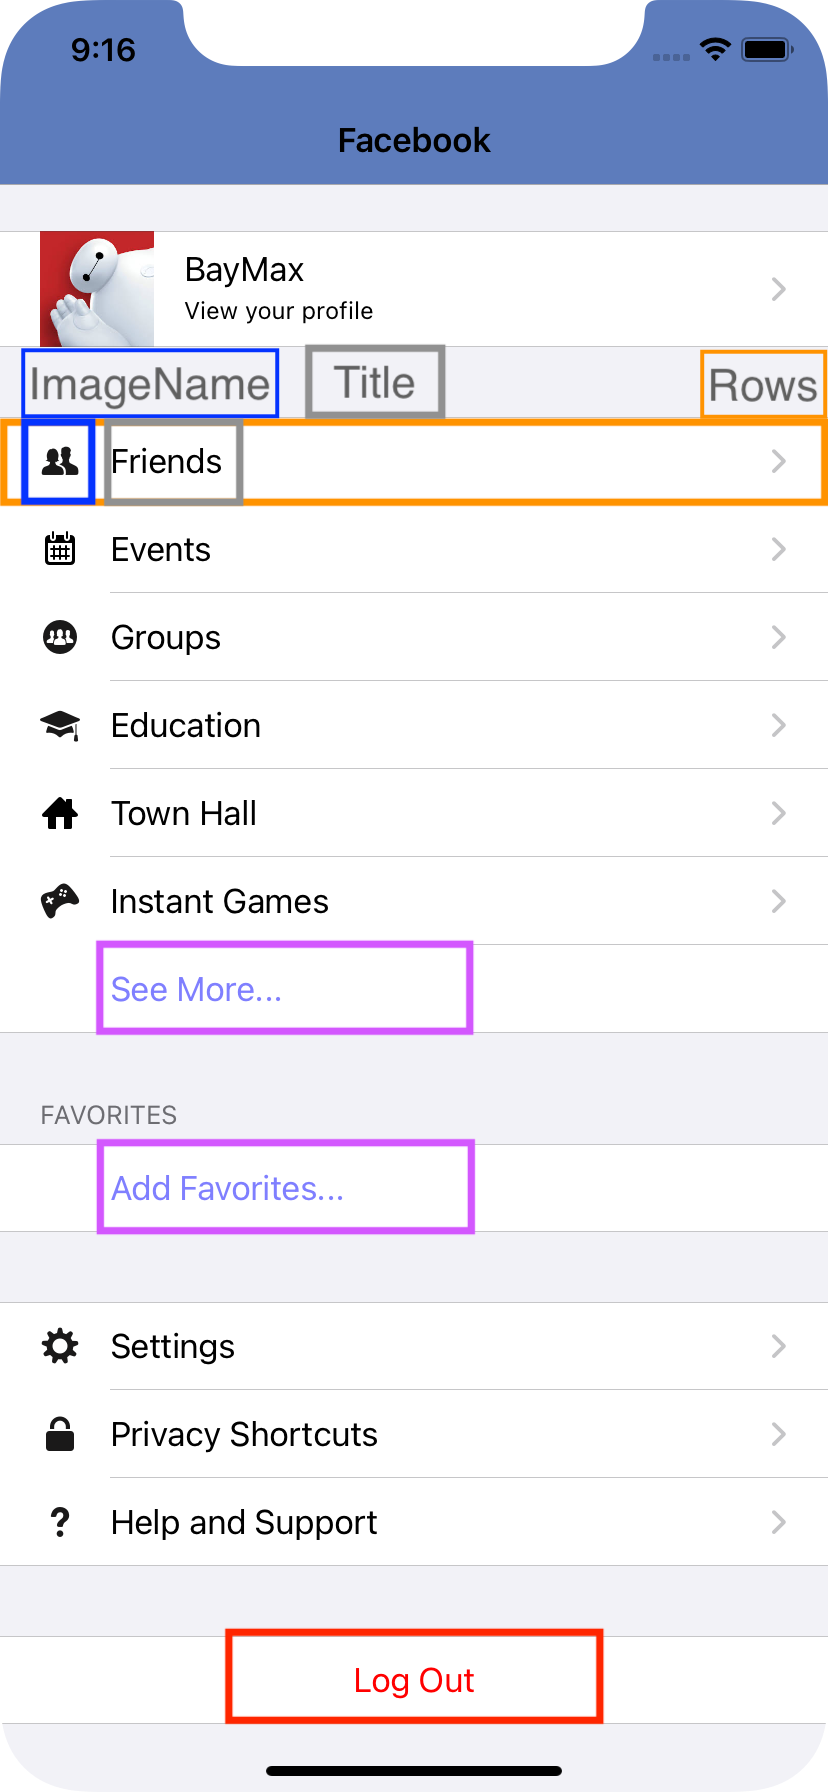 9:16
Facebook
BayMax
View your profile
ImageName Title Rows
Friends
Events
Groups
Education
Town Hall
Instant Games
See More...
FAVORITES
Add Favorites...
Settings
Privacy Shortcuts
Help and Support
Log Out